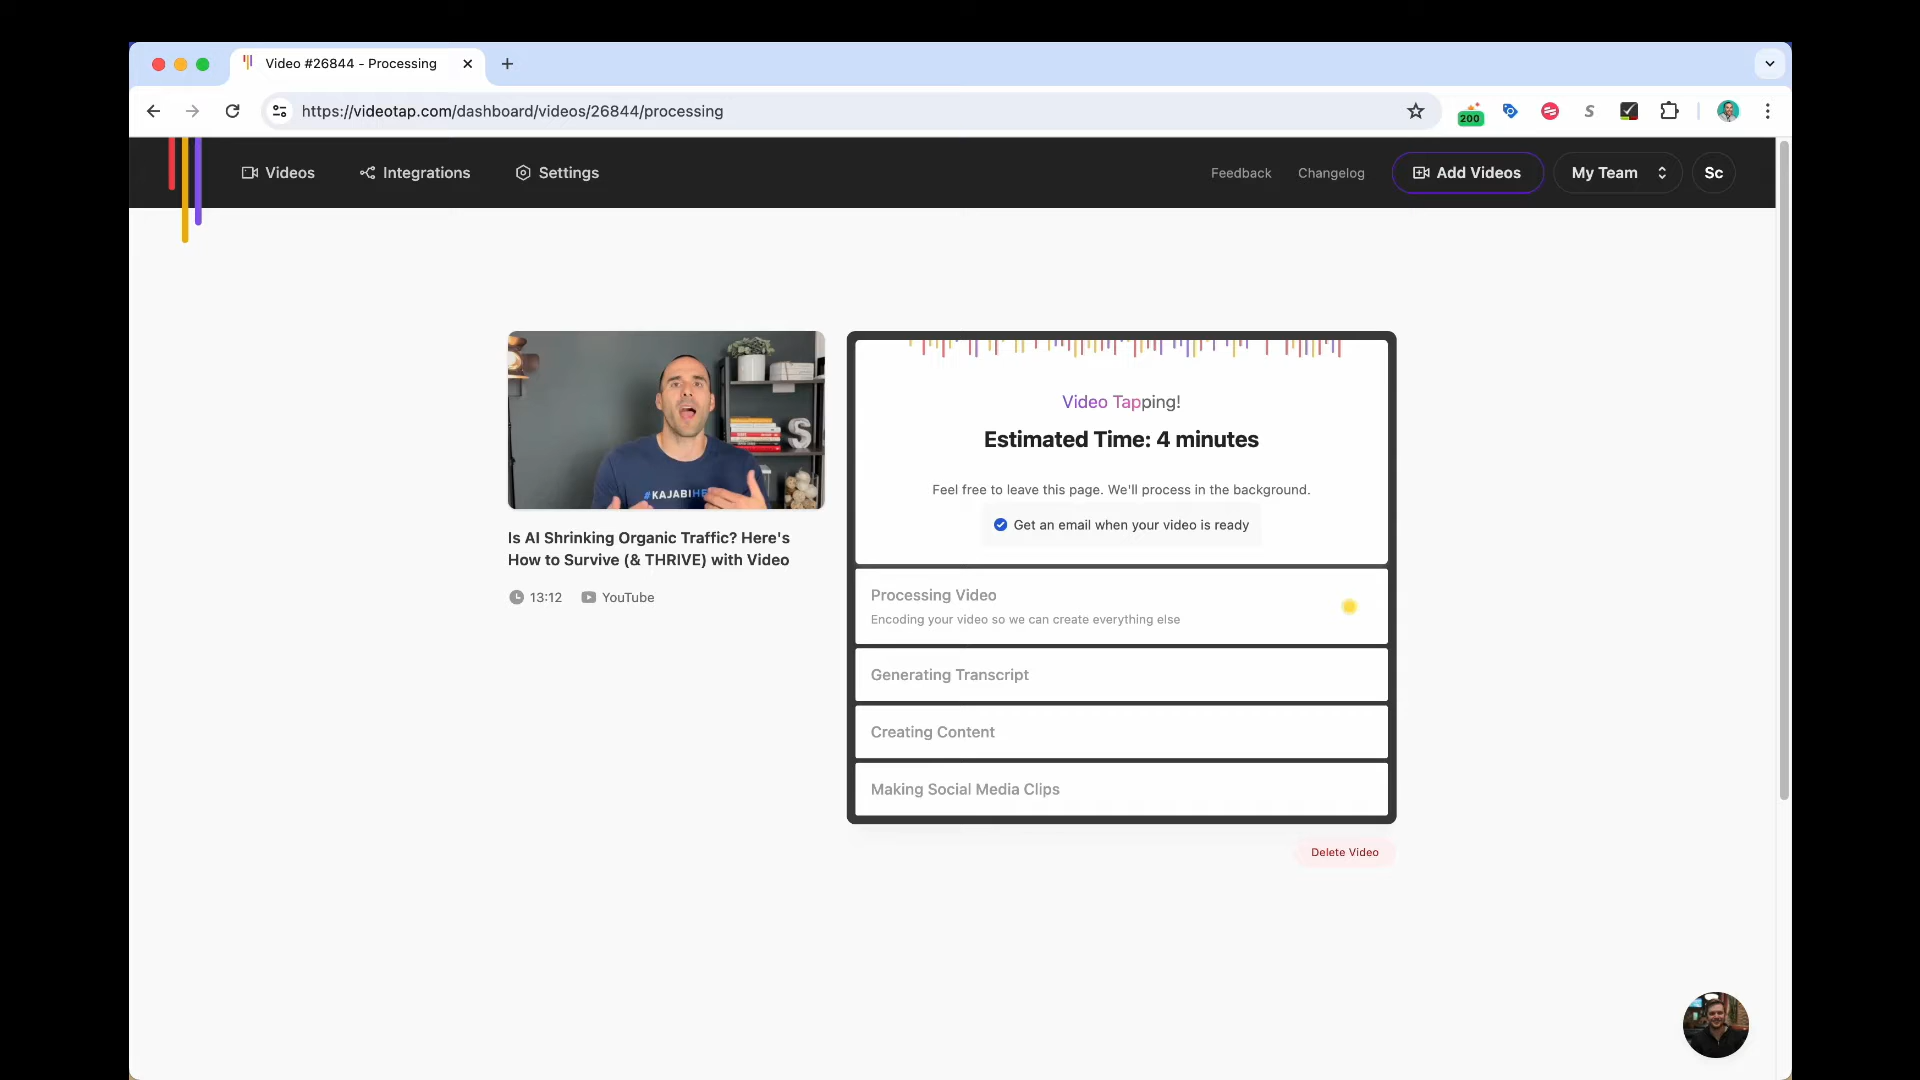 Video #26844 - Processing
https://videotap.com/dashboard/videos/26844/processing
200
S
Videos
Integrations
Settings
Feedback
Changelog
Add Videos
My Team
Sc
#KAJABIHE
S
Is AI Shrinking Organic Traffic? Here's
How to Survive (& THRIVE) with Video
13:12
YouTube
Video Tapping!
Estimated Time: 4 minutes
Feel free to leave this page. We'll process in the background.
Get an email when your video is ready
Processing Video
Encoding your video so we can create everything else
Generating Transcript
Creating Content
Making Social Media Clips
Delete Video